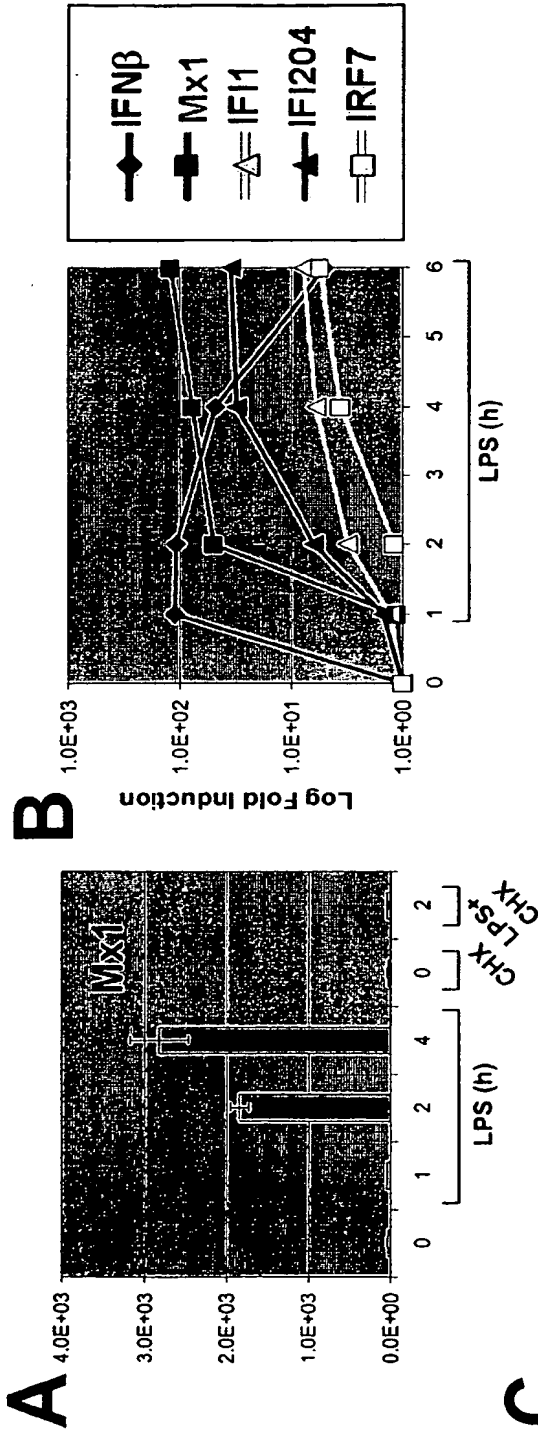 A
4.0E+03
3.0E+03
2.0E+03
1.0E+03
0.0E+00
Mx1
0 1 2 4 0 2
LPS (h)
CHX
LPS+
CHX
B
Log Fold Induction
1.0E+03
1.0E+02
1.0E+01
1.0E+00
0 1 2 3 4 5 6
LPS (h)
IFNβ
Mx1
IFI1
IFI204
IRF7
C